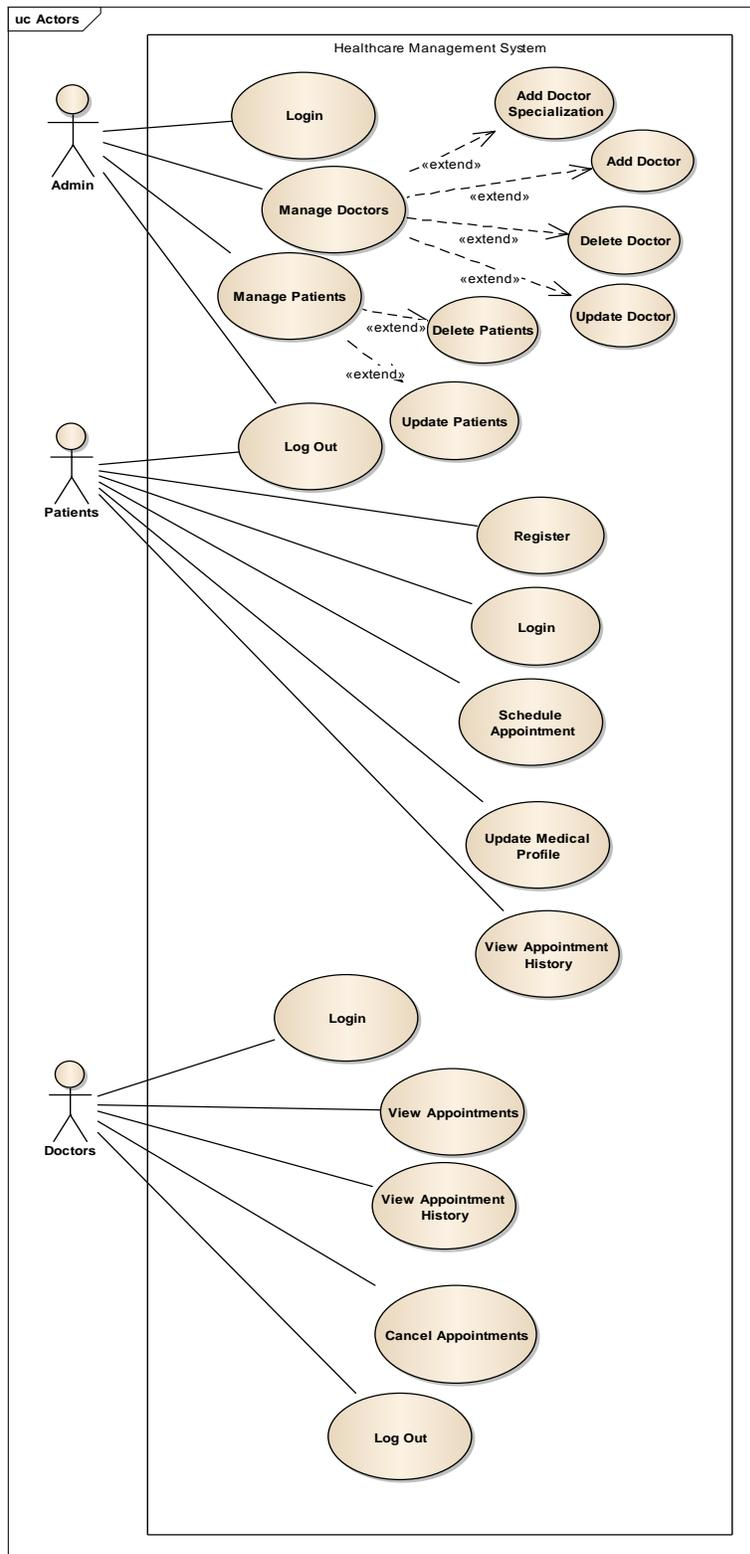 uc Actors
Healthcare Management System
Admin
Login
Add Doctor
Specialization
«extend»
Add Doctor
«extend»
Manage Doctors
«extend»
Delete Doctor
«extend»
Update Doctor
Manage Patients
«extend»
Delete Patients
«extend»
Update Patients
Log Out
Patients
Register
Login
Schedule
Appointment
Update Medical
Profile
View Appointment
History
Login
Doctors
View Appointments
View Appointment
History
Cancel Appointments
Log Out